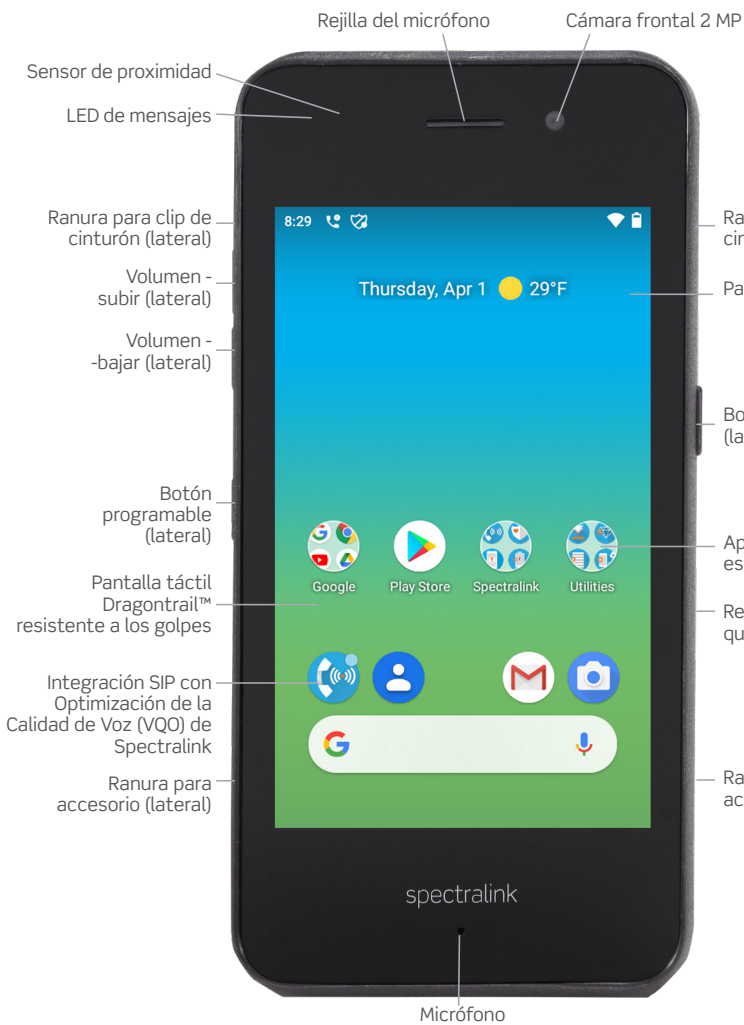 Rejilla del micrófono
Cámara frontal 2 MP
Sensor de proximidad
LED de mensajes
Ranura para clip de
cinturón (lateral)
Volumen -
subir (lateral)
Volumen -
-bajar (lateral)
Botón
programable
(lateral)
Pantalla táctil
Dragontrail™
resistente a los golpes
Integración SIP con
Optimización de la
Calidad de Voz (VQO) de
Spectralink
Ranura para
accesorio (lateral)
8:29
Thursday, Apr 1 29°F
Google Play Store Spectralink Utilities
spectralink
Micrófono